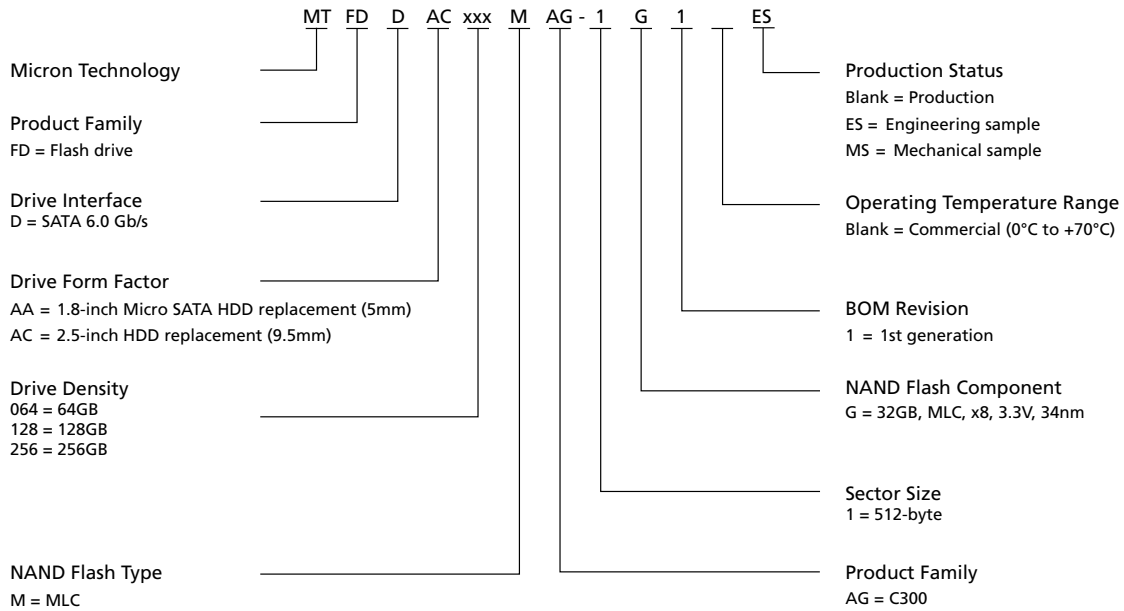 MT FD D AC xxx M AG - 1 G 1 ES
Micron Technology
Product Family
FD = Flash drive
Drive Interface
D = SATA 6.0 Gb/s
Drive Form Factor
AA = 1.8-inch Micro SATA HDD replacement (5mm)
AC = 2.5-inch HDD replacement (9.5mm)
Drive Density
064 = 64GB
128 = 128GB
256 = 256GB
NAND Flash Type
M = MLC
Production Status
Blank = Production
ES = Engineering sample
MS = Mechanical sample
Operating Temperature Range
Blank = Commercial (0°C to +70°C)
BOM Revision
1 = 1st generation
NAND Flash Component
G = 32GB, MLC, x8, 3.3V, 34nm
Sector Size
1 = 512-byte
Product Family
AG = C300